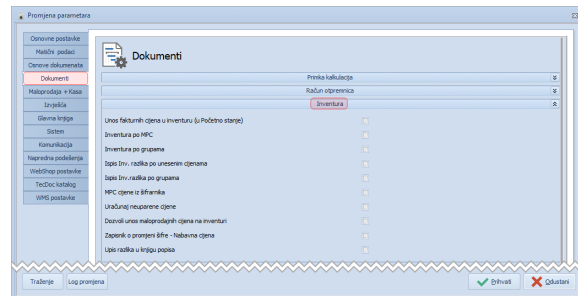 Promjena parametara
Osnovne postavke
Matični podaci
Osnove dokumenata
Dokumenti
Maloprodaja + Kasa
Izvješća
Glavna knjiga
Sistem
Komunikacija
Napredna podešenja
WebShop postavke
TecDoc katalog
WMS postavke
Dokumenti
Primka kalkulacija
Račun otpremnica
Inventura
Unos fakturnih cijena u inventuru (u Početno stanje)
Inventura po MPC
Inventura po grupama
Ispis Inv. razlika po unesenim cijenama
Ispis Inv.razlika po grupama
MPC cijene iz šifrarnika
Uračunaj neuparene cijene
Dozvoli unos maloprodajnih cijena na inventuri
Zapisnik o promjeni šifre - Nabavna cijena
Upis razlika u knjigu popisa
Traženje
Log promjena
Prihvati
Odustani